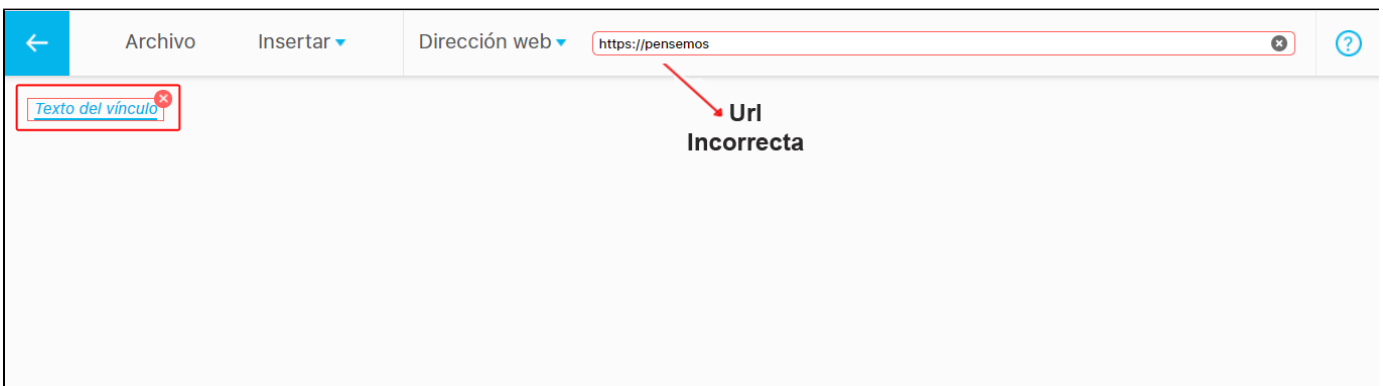 Archivo Insertar Dirección web https://pensemos ?
Texto del vínculo
Url
Incorrecta